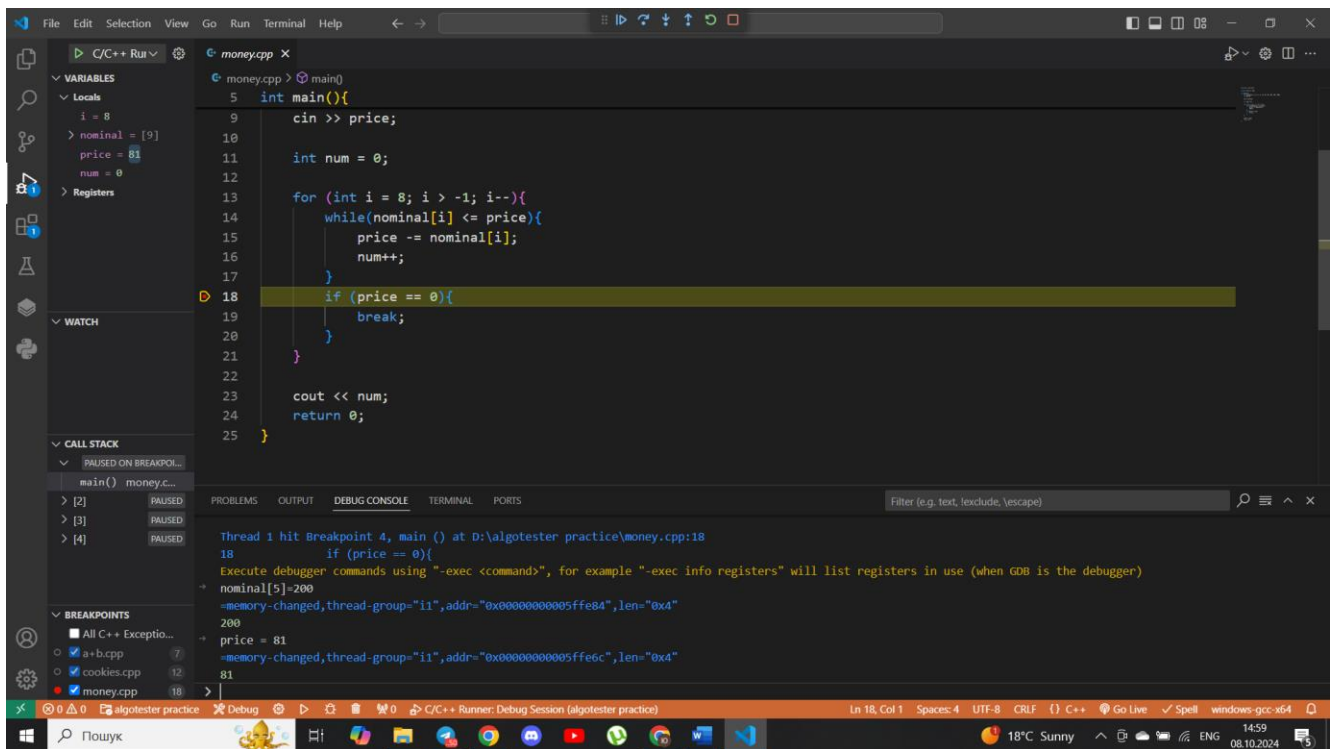 File Edit Selection View Go Run Terminal Help
C/C++ Ru
money.cpp
VARIABLES
Locals
i = 8
nominal = [9]
price = 81
num = 0
Registers
WATCH
CALL STACK
PAUSED ON BREAKPOI...
main() money.c...
[2] PAUSED
[3] PAUSED
[4] PAUSED
BREAKPOINTS
All C++ Exceptio...
a+b.cpp 7
cookies.cpp 12
money.cpp 18
money.cpp > main()
5 int main(){
9 cin >> price;
10
11 int num = 0;
12
13 for (int i = 8; i > -1; i--){
14 while(nominal[i] <= price){
15 price -= nominal[i];
16 num++;
17 }
18 if (price == 0){
19 break;
20 }
21 }
22
23 cout << num;
24 return 0;
25 }
PROBLEMS OUTPUT DEBUG CONSOLE TERMINAL PORTS
Filter (e.g. text, !exclude, \escape)
Thread 1 hit Breakpoint 4, main () at D:\algotester practice\money.cpp:18
18 if (price == 0){
Execute debugger commands using "-exec <command>", for example "-exec info registers" will list registers in use (when GDB is the debugger)
nominal[5]=200
=memory-changed,thread-group="i1",addr="0x00000000005ffe84",len="0x4"
200
price = 81
=memory-changed,thread-group="i1",addr="0x00000000005ffe6c",len="0x4"
81
>
0 0 algotester practice Debug 0 C/C++ Runner: Debug Session (algotester practice) Ln 18, Col 1 Spaces: 4 UTF-8 CRLF {} C++ Go Live Spell windows-gcc-x64
Пошук 18°C Sunny ENG 14:59
08.10.2024